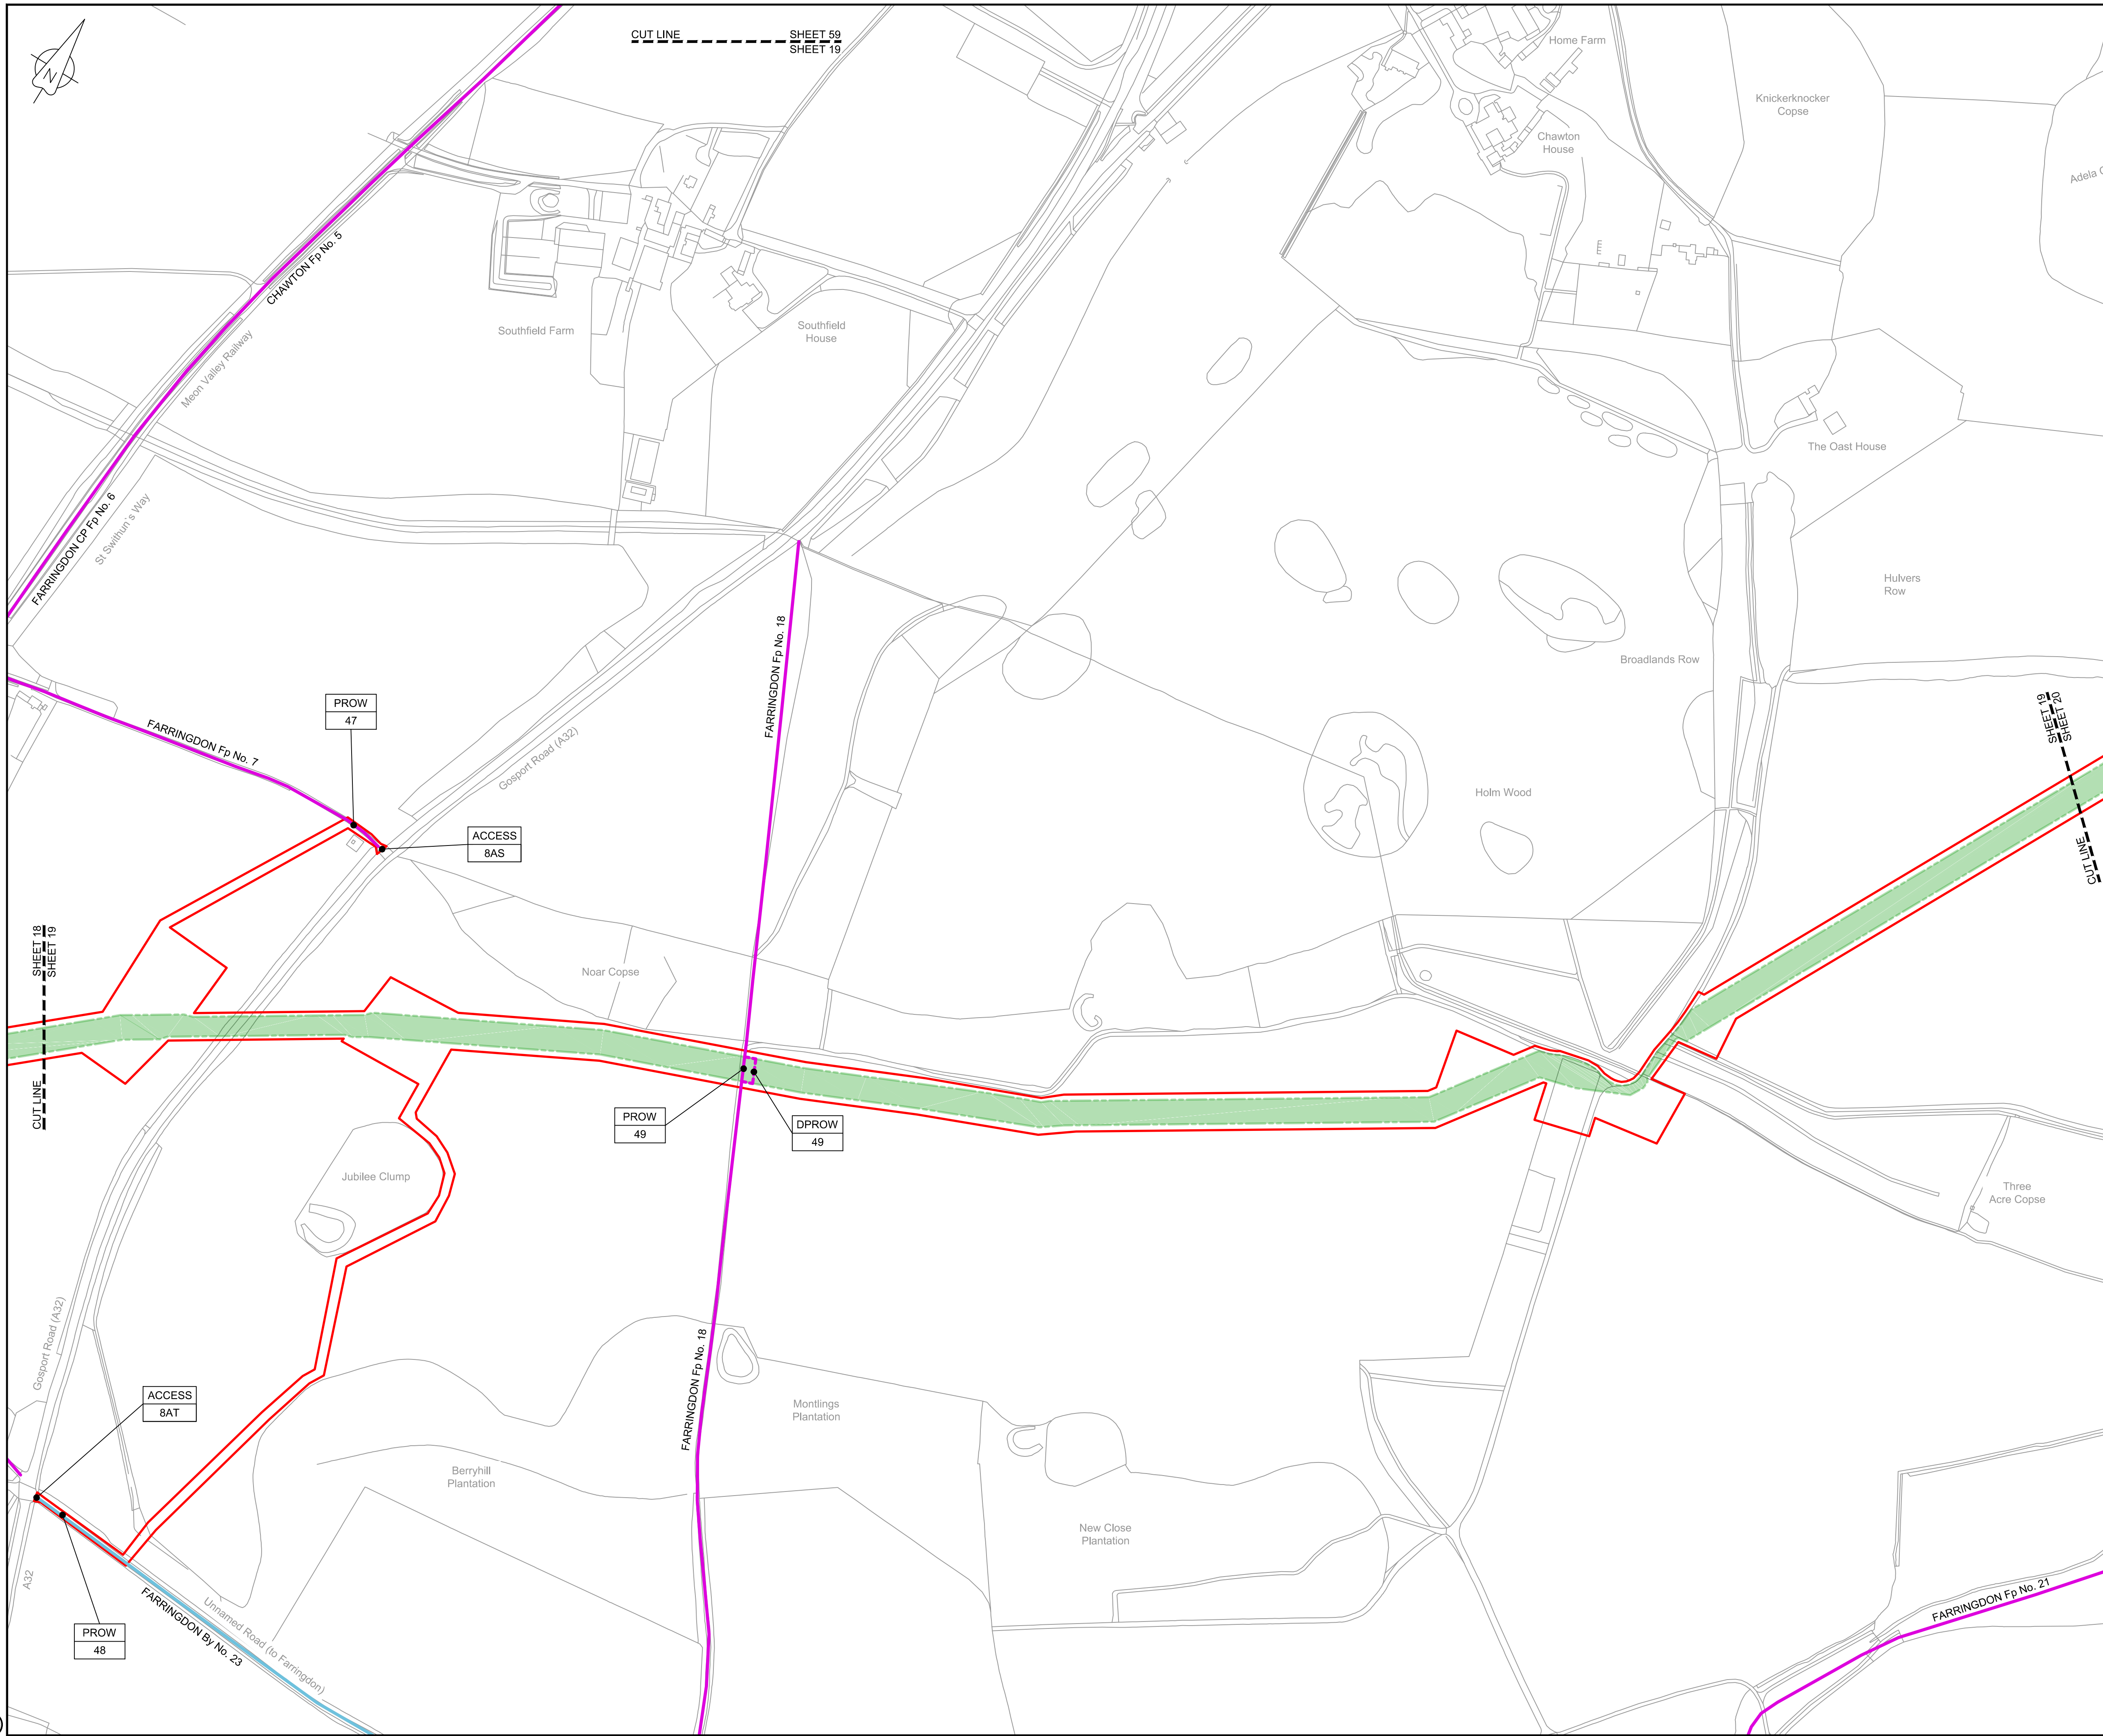 N
CUT LINE
SHEET 59
SHEET 19
Home Farm
Knickerknocker
Copse
Chawton
House
Adela
CHAWTON Fp No. 5
Meon Valley Railway
Southfield Farm
Southfield
House
The Oast House
FARRINGDON CP Fp No. 6
St Swithun`s Way
Hulvers
Row
Broadlands Row
FARRINGDON Fp No. 18
PROW
47
FARRINGDON Fp No. 7
Gosport Road (A32)
SHEET 19
SHEET 20
CUT LINE
Holm Wood
ACCESS
8AS
SHEET 18
SHEET 19
CUT LINE
Noar Copse
PROW
49
DPROW
49
Jubilee Clump
Three
Acre Copse
Gosport Road (A32)
FARRINGDON Fp No. 18
ACCESS
8AT
Montlings
Plantation
Berryhill
Plantation
New Close
Plantation
A32
FARRINGDON By No. 23
Unnamed Road (to Farringdon)
PROW
48
FARRINGDON Fp No. 21